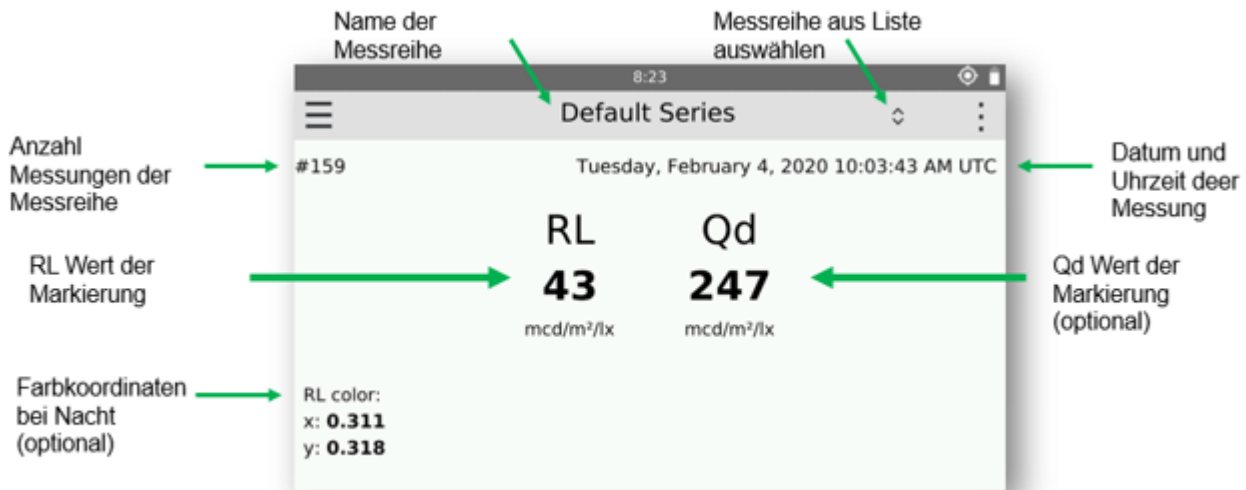 Name der
Messreihe
Messreihe aus Liste
auswählen
8:23
Default Series
Anzahl
Messungen der
Messreihe
#159
Tuesday, February 4, 2020 10:03:43 AM UTC
Datum und
Uhrzeit deer
Messung
RL Qd
RL Wert der
Markierung
43 247
mcd/m²/lx mcd/m²/lx
Qd Wert der
Markierung
(optional)
Farbkoordinaten
bei Nacht
(optional)
RL color:
x: 0.311
y: 0.318